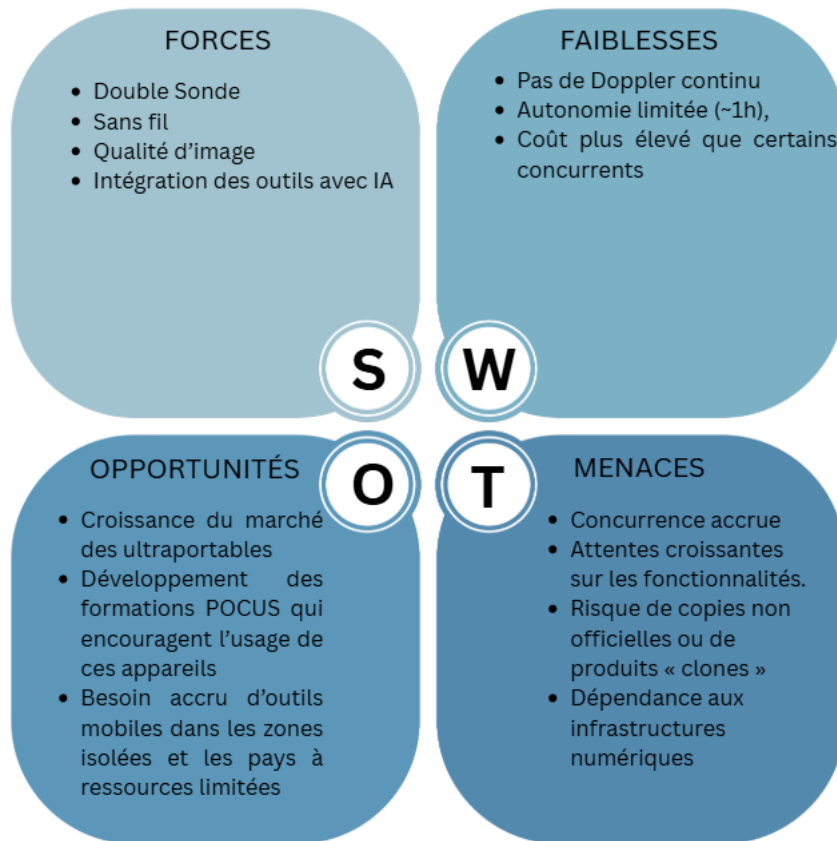 FORCES
Double Sonde
Sans fil
Qualité d'image
Intégration des outils avec IA
FAIBLESSES
Pas de Doppler continu
Autonomie limitée (~1h),
Coût plus élevé que certains
concurrents
S
W
OPPORTUNITÉS
Croissance du marché
des ultraportables
Développement des
formations POCUS qui
encouragent l'usage de
ces appareils
Besoin accru d'outils
mobiles dans les zones
isolées et les pays à
ressources limitées
O
T
MENACES
Concurrence accrue
Attentes croissantes
sur les fonctionnalités.
Risque de copies non
officielles ou de
produits « clones »
Dépendance aux
infrastructures
numériques